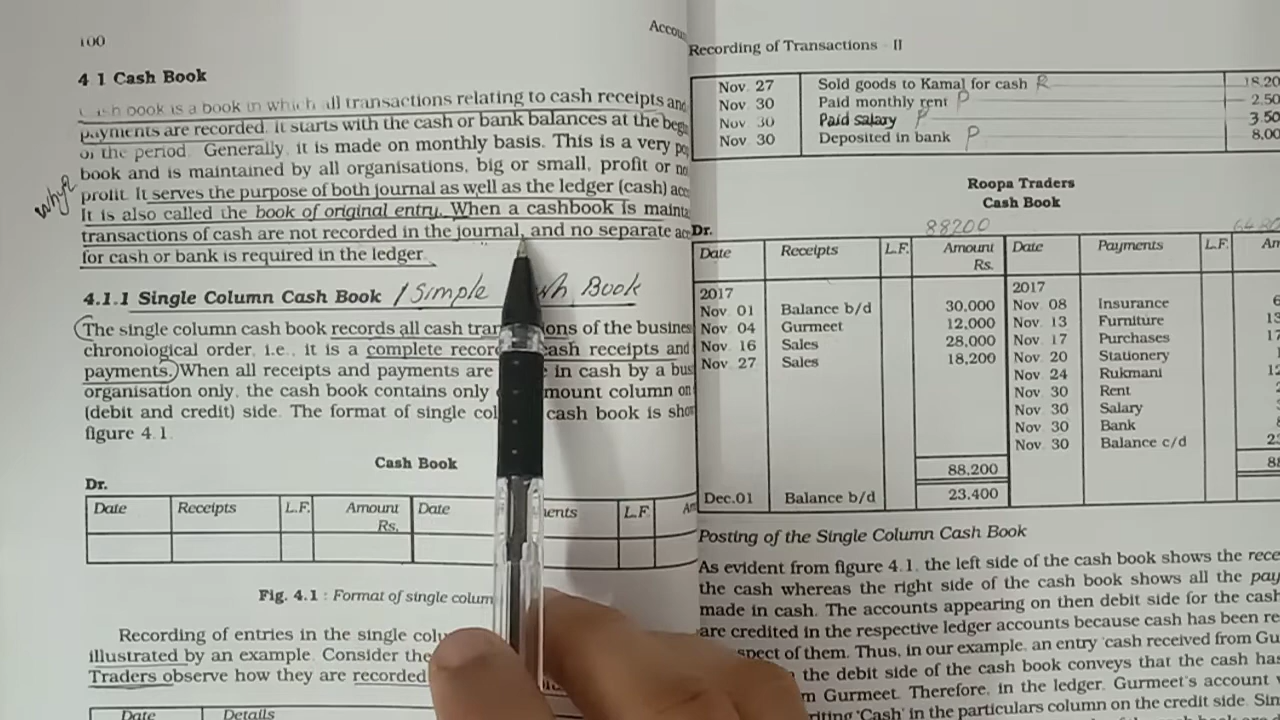 100
4 1 Cash Book
book is a book in which all transactions relating to cash receipts and
payments are recorded. It starts with the cash or bank balances at the
of the period. Generally, it is made on monthly basis. This is a very
book and is maintained by all organisations, big or small, profit or
why?
profit. It serves the purpose of both journal as well as the ledger (cash)
It is also called the book of original entry. When a cashbook is
transactions of cash are not recorded in the journal, and no separate
for cash or bank is required in the ledger.
4.1.1 Single Column Cash Book / Simple Book
The single column cash book records all cash of the
chronological order, i.e., it is a complete cash receipts and
payments. When all receipts and payments are in cash by a
organisation only, the cash book contains only amount column on
(debit and credit) side. The format of single cash book is
figure 4.1.
Cash Book
Dr.
Date Receipts L.F. Amount Date L.F.
Rs.
Fig. 4.1 : Format of single
Recording of entries in the single
illustrated by an example. Consider the
Traders observe how they are recorded
Date Details
Recording of Transactions - II
Nov. 27 Sold goods to Kamal for cash R
Nov. 30 Paid monthly rent P
Nov 30 Paid salary P
Nov 30 Deposited in bank P
Roopa Traders
Cash Book
88200
Dr.
Date Receipts L.F. Amount Date Payments L.F.
Rs.
2017 2017
Nov. 01 Balance b/d 30,000 Nov. 08 Insurance
Nov. 04 Gurmeet 12,000 Nov. 13 Furniture
Nov. 16 Sales 28,000 Nov. 17 Purchases
Nov. 27 Sales 18,200 Nov. 20 Stationery
Nov. 24 Rukmani
Nov. 30 Rent
Nov. 30 Salary
Nov. 30 Bank
Nov. 30 Balance c/d
88,200
Dec.01 Balance b/d 23,400
Posting of the Single Column Cash Book
As evident from figure 4.1, the left side of the cash book shows the
the cash whereas the right side of the cash book shows all the
made in cash. The accounts appearing on then debit side for the cash
are credited in the respective ledger accounts because cash has been
of them. Thus, in our example, an entry 'cash received from
the debit side of the cash book conveys that the cash has
Gurmeet. Therefore, in the ledger, Gurmeet's account
'Cash' in the particulars column on the credit side.